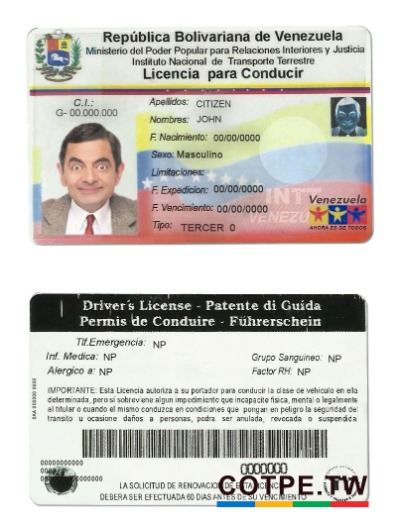 República Bolivariana de Venezuela
Ministerio del Poder Popular para Relaciones Interiores y Justicia
Instituto Nacional de Transporte Terrestre
Licencia para Conducir
C.I.:
G- 00.000.000
Apellidos: CITIZEN
Nombres: JOHN
F. Nacimiento: 00/00/0000
Sexo: Masculino
Limitaciones:
F. Expedicion: 00/00/0000
F. Vencimiento: 00/00/0000
Tipo: TERCER 0
INTT
VENEZU
Venezuela
AHORA ES DE TODOS
Driver's License - Patente di Guida
Permis de Conduire - Führerschein
Tlf.Emergencia: NP
Inf. Medica: NP
Grupo Sanguineo: NP
Alergico a: NP
Factor RH: NP
IMPORTANTE: Esta Licencia autoriza a su portador para conducir la clase de vehículo en ella
determinada, pero si sobreviene algun impedimento que incapacite fisica, mental o legalmente
al titular o cuando el mismo conduzca en condiciones que pongan en peligro la seguridad del
transito u ocasione daños a personas, podra ser anulada, revocada o suspendida.
00000000000
0000000
LA SOLICITUD DE RENOVACION DE ESTA LICENCIA
DEBERA SER EFECTUADA 60 DIAS ANTES DE SU VENCIMIENTO
COTPE.TW